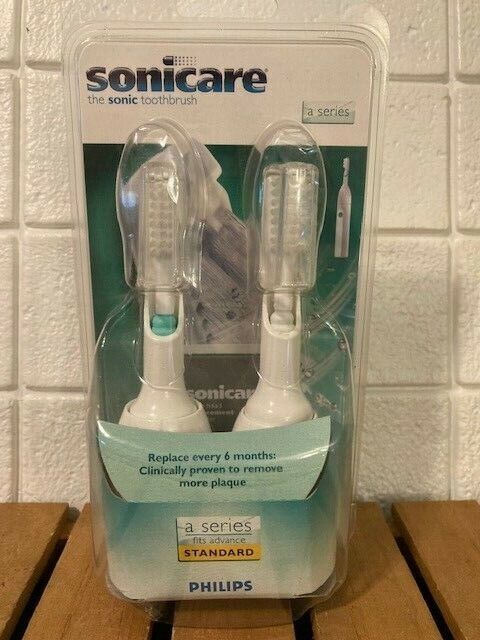 sonicare®
the sonic toothbrush
a series
sonicar
Replace every 6 months:
Clinically proven to remove
more plaque
a series
fits advance
STANDARD
PHILIPS